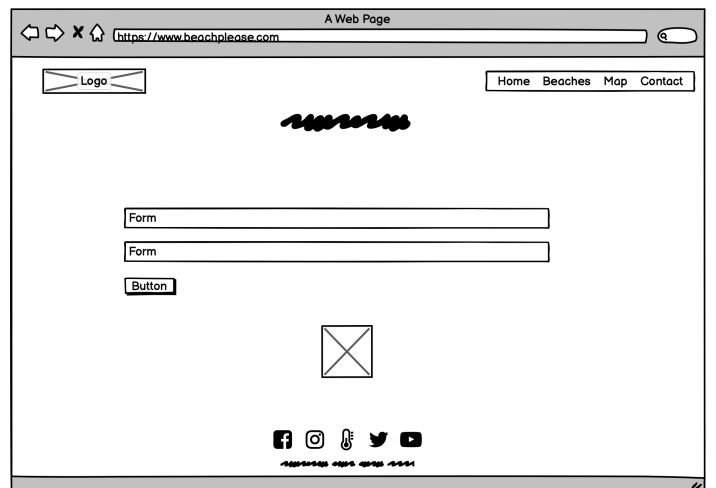 A Web Page
https://www.beachplease.com
Logo
Home Beaches Map Contact
Form
Form
Button